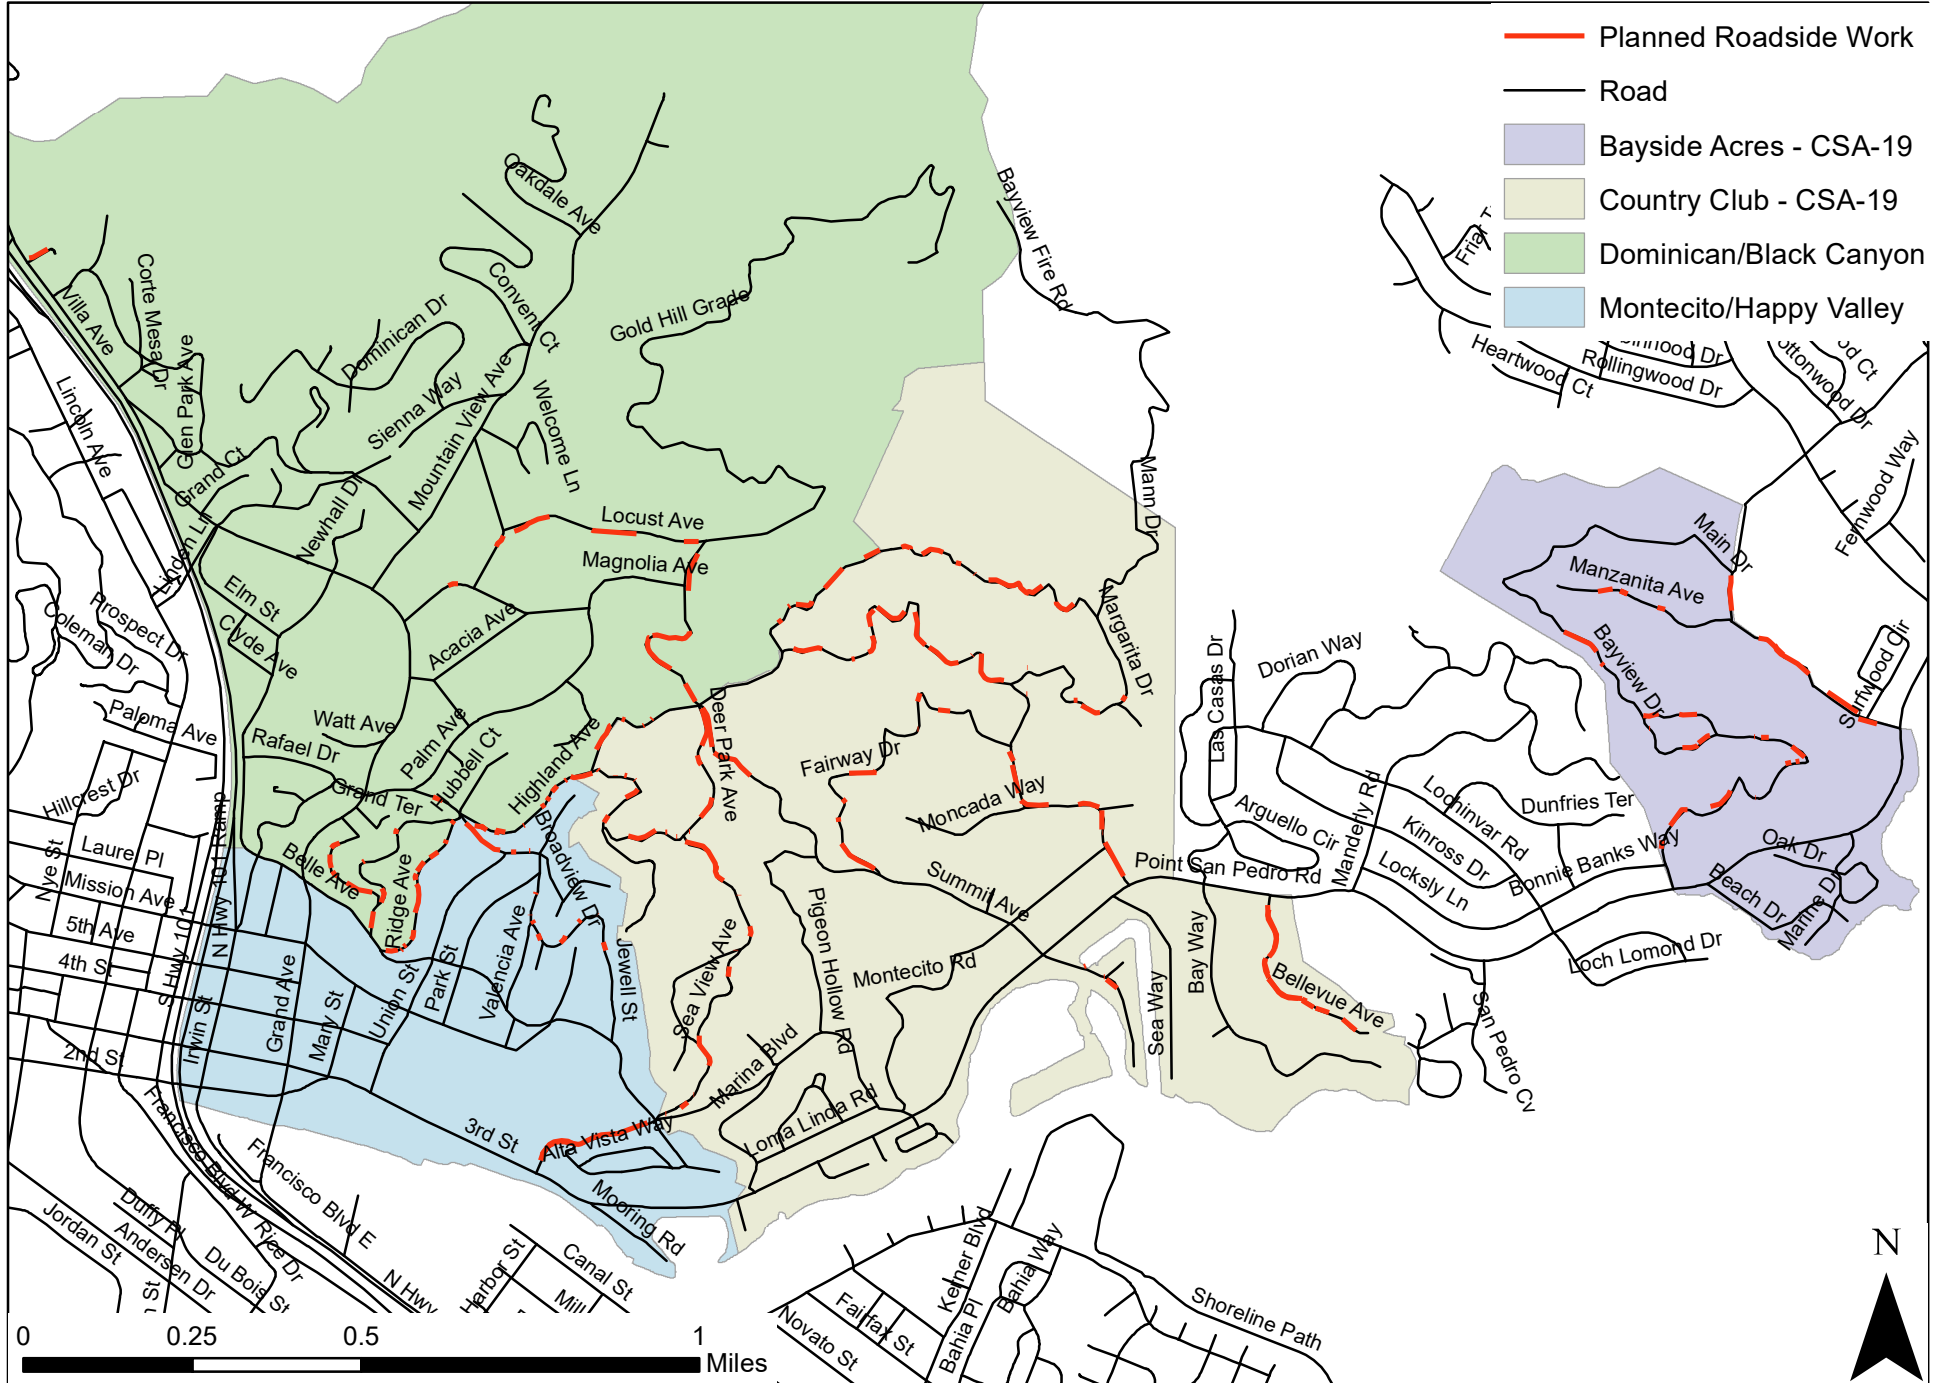 Planned Roadside Work
Road
Bayside Acres - CSA-19
Country Club - CSA-19
Dominican/Black Canyon
Montecito/Happy Valley
Oakdale Ave
Bayview Fire Rd
Villa Ave
Corte Mesa Dr
Glen Park Ave
Dominican Dr
Convent Ct
Gold Hill Grade
Heartwood Ct
Rollingwood Dr
Lincoln Ave
Sienna Way
Mountain View Ave
Welcome Ln
Grand Ct
Newhall Dr
Linden Ln
Locust Ave
Magnolia Ave
Mann Dr
Fernwood Way
Main Dr
Manzanita Ave
Elm St
Clyde Ave
Prospect Dr
Coleman Dr
Acacia Ave
Margarita Dr
Las Casas Dr
Dorian Way
Bayview Dr
Surfwood Cir
Paloma Ave
Watt Ave
Rafael Dr
Palm Ave
Hubbell Ct
Highland Ave
Deer Park Ave
Fairway Dr
Moncada Way
Hillcrest Dr
Grand Ter
Broadview Dr
Arguello Cir
Manderly Rd
Lochinvar Rd
Dunfries Ter
Kinross Dr
Locksly Ln
Bonnie Banks Way
Oak Dr
Beach Dr
Marine Dr
Laurel Pl
Mission Ave
Nye St
5th Ave
4th St
2nd St
N Hwy 101 Ramp
S Hwy 101
Belle Ave
Ridge Ave
Point San Pedro Rd
Summit Ave
Pigeon Hollow Rd
Montecito Rd
Sea View Ave
Jewell St
Valencia Ave
Park St
Union St
Mary St
Grand Ave
Irwin St
Bay Way
Sea Way
Bellevue Ave
Loch Lomond Dr
San Pedro Cv
Marina Blvd
Loma Linda Rd
Alta Vista Way
3rd St
Mooring Rd
Francisco Blvd W
Francisco Blvd E
Rice Dr
Duffy Pl
Jordan St
Andersen Dr
Du Bois St
N Hwy
Harbor St
Canal St
Mill
Kerner Blvd
Bahia Way
Bahia Pl
Fairfax St
Novato St
Shoreline Path
N
0 0.25 0.5 1
Miles